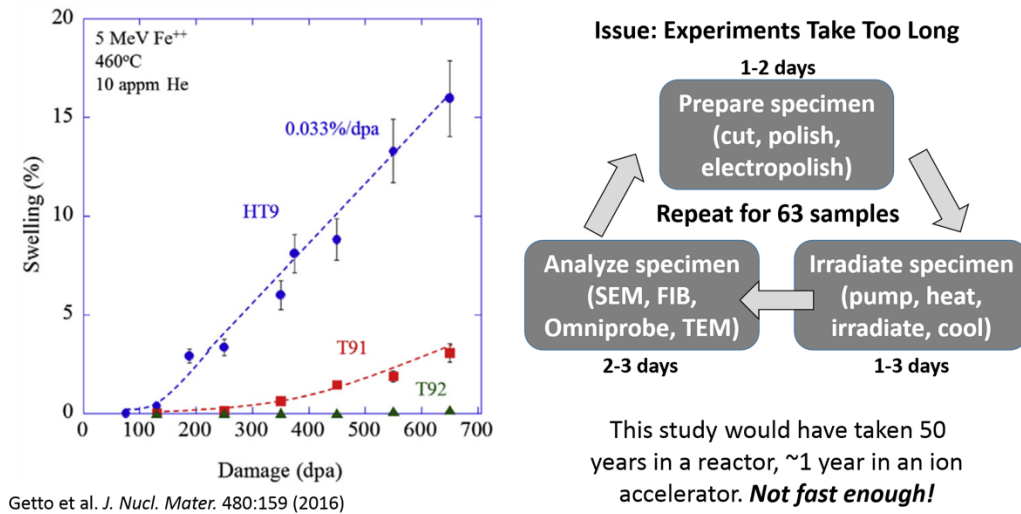 20
15
10
5
0
Swelling (%)
5 MeV Fe++
460°C
10 appm He
0.033%/dpa
HT9
T91
T92
0 100 200 300 400 500 600 700
Damage (dpa)
Getto et al. J. Nucl. Mater. 480:159 (2016)
Issue: Experiments Take Too Long
1-2 days
Prepare specimen
(cut, polish,
electropolish)
Repeat for 63 samples
Analyze specimen
(SEM, FIB,
Omniprobe, TEM)
2-3 days
Irradiate specimen
(pump, heat,
irradiate, cool)
1-3 days
This study would have taken 50
years in a reactor, ~1 year in an ion
accelerator. Not fast enough!